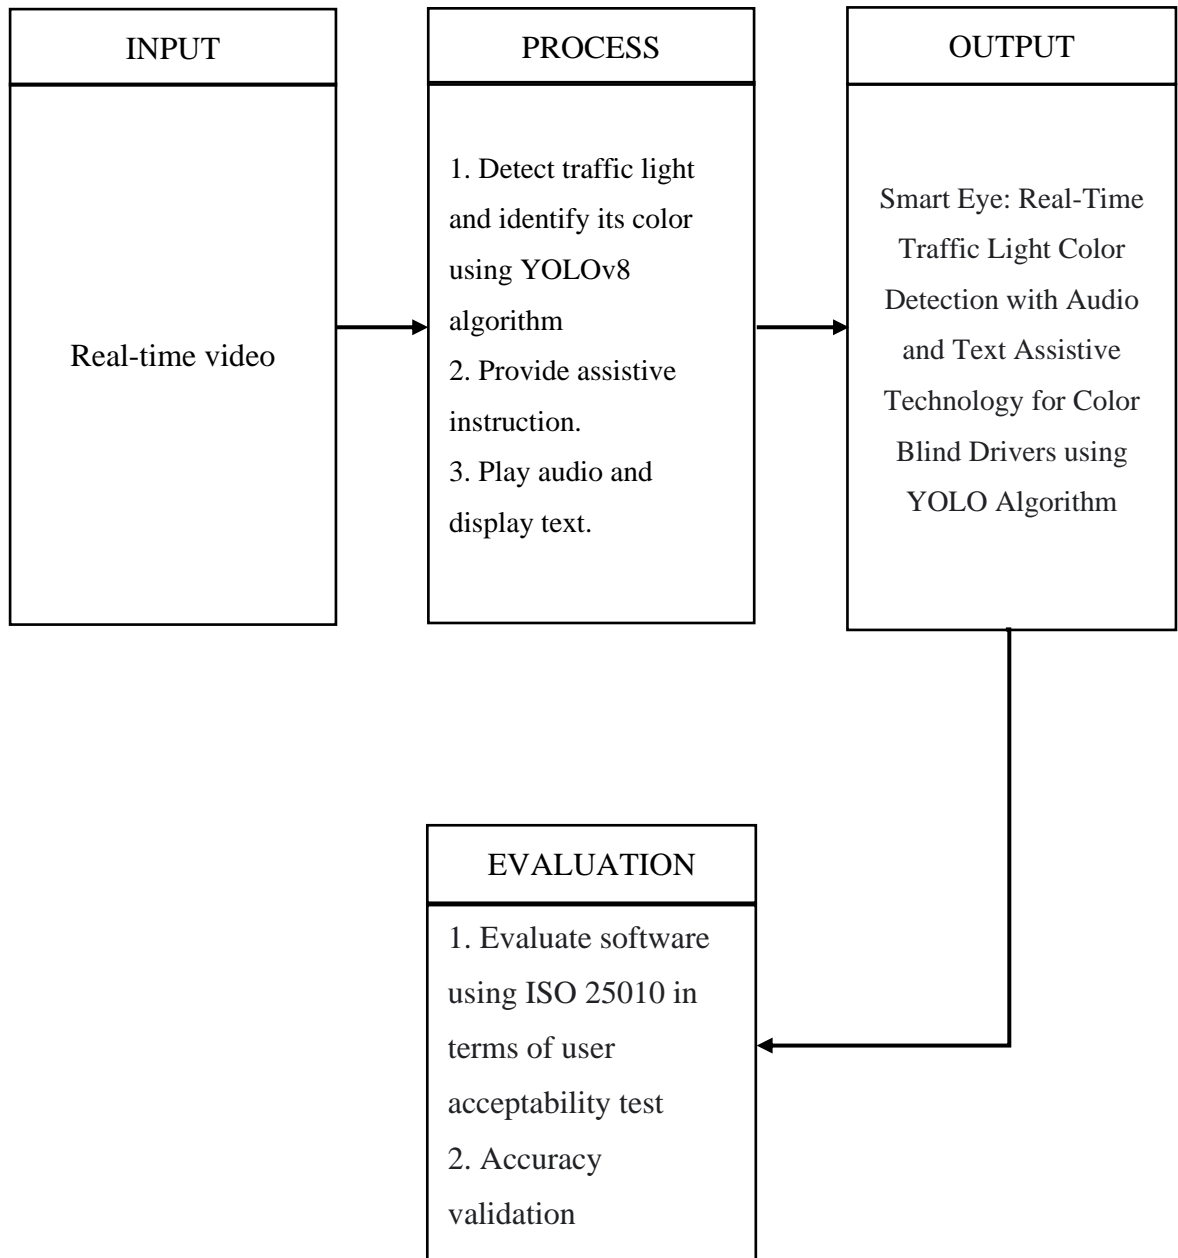 INPUT
Real-time video
PROCESS
1. Detect traffic light
and identify its color
using YOLOv8
algorithm
2. Provide assistive
instruction.
3. Play audio and
display text.
OUTPUT
Smart Eye: Real-Time
Traffic Light Color
Detection with Audio
and Text Assistive
Technology for Color
Blind Drivers using
YOLO Algorithm
EVALUATION
1. Evaluate software
using ISO 25010 in
terms of user
acceptability test
2. Accuracy
validation